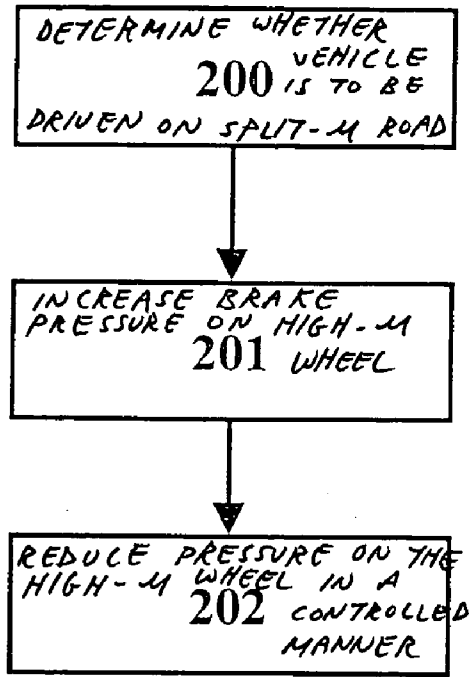 DETERMINE WHETHER
VEHICLE
200 IS TO BE
DRIVEN ON SPLIT-μ ROAD
INCREASE BRAKE
PRESSURE ON HIGH-μ
201 WHEEL
REDUCE PRESSURE ON THE
HIGH-μ WHEEL IN A
202 CONTROLLED
MANNER